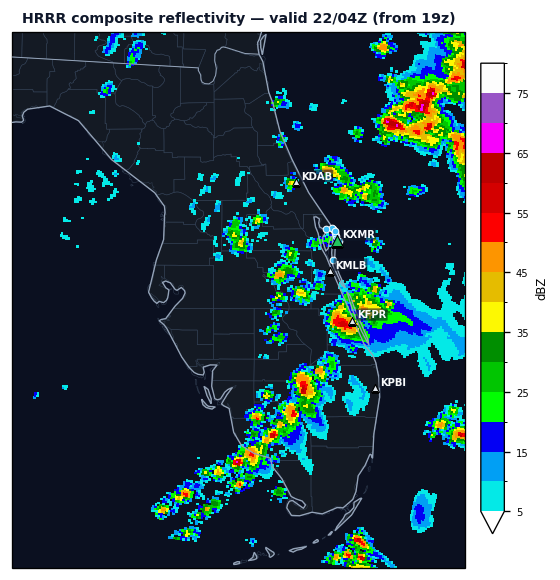 HRRR composite reflectivity — valid 22/04Z (from 19z)
KDAB
KXMR
KMLB
KFPR
KPBI
75
65
55
45
35
25
15
5
dBZ